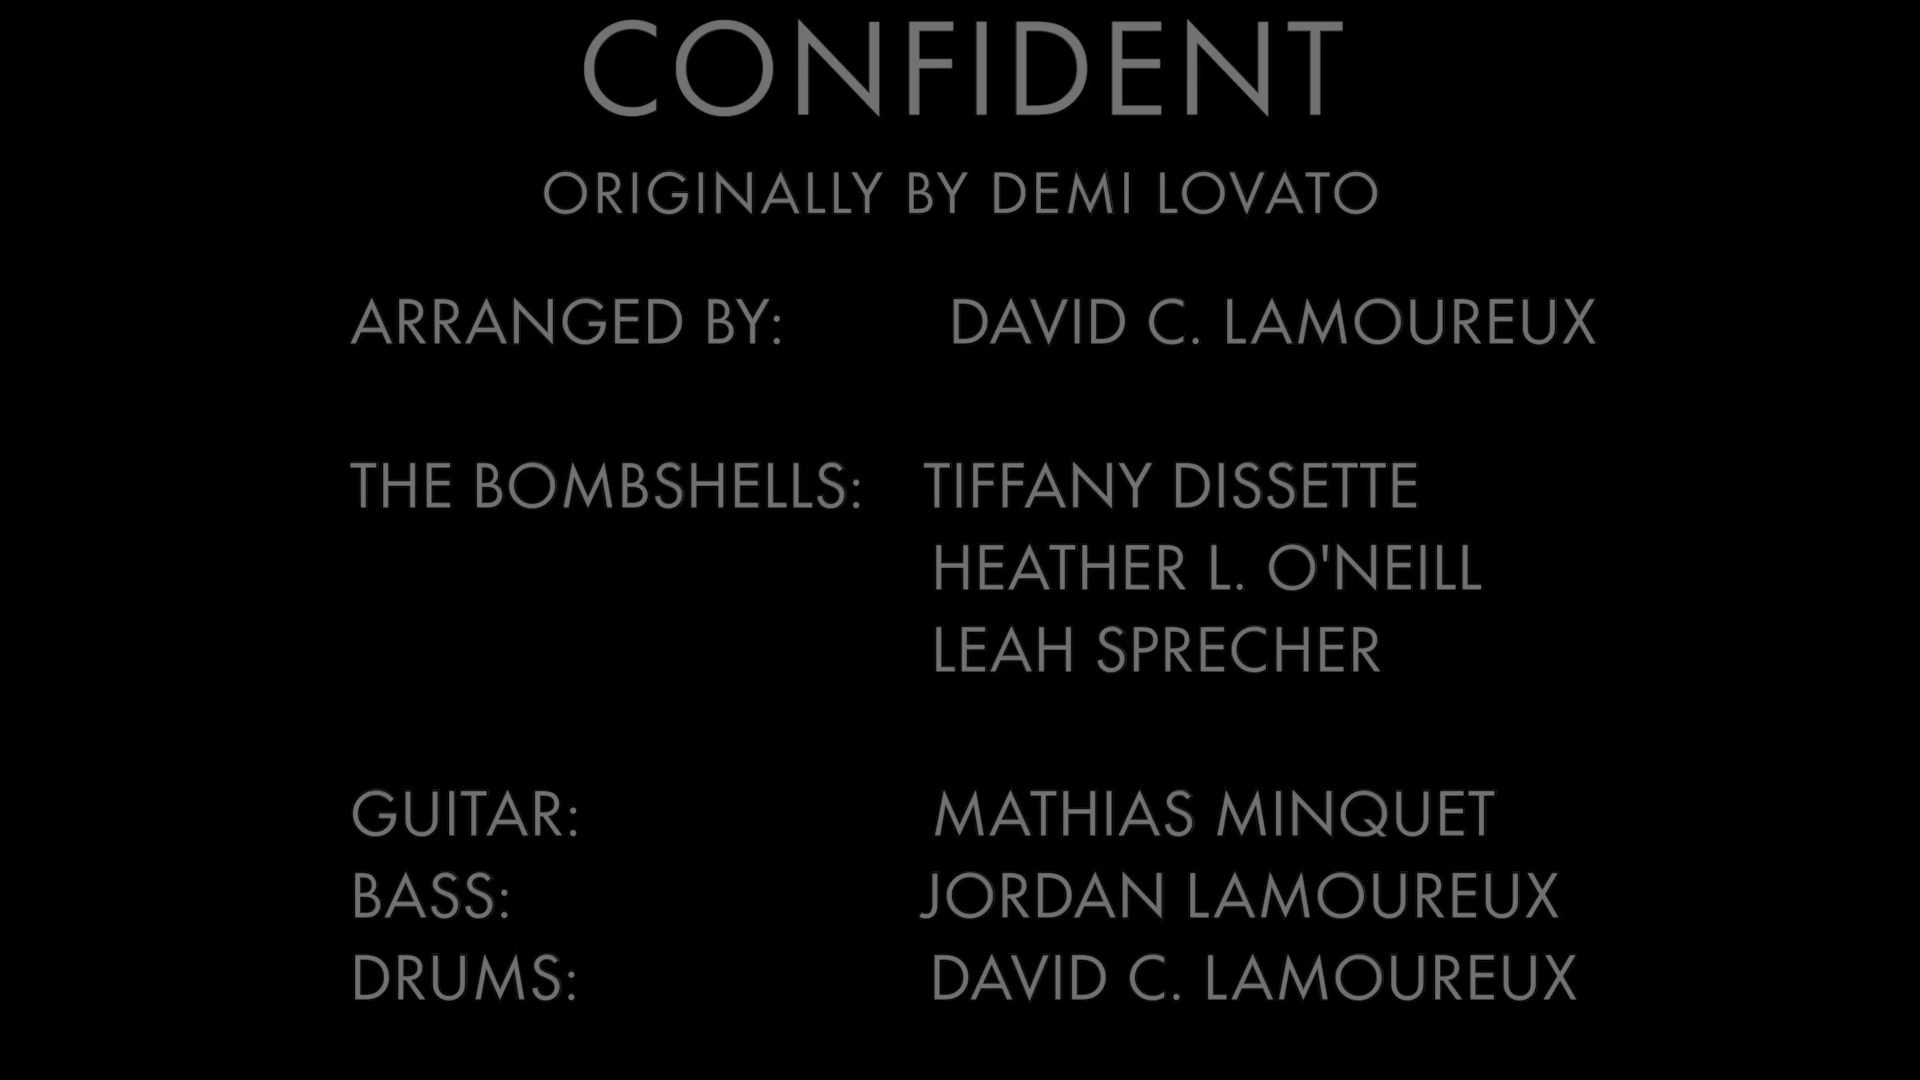 CONFIDENT
ORIGINALLY BY DEMI LOVATO
ARRANGED BY: DAVID C. LAMOUREUX
THE BOMBSHELLS: TIFFANY DISSETTE
HEATHER L. O'NEILL
LEAH SPRECHER
GUITAR: MATHIAS MINQUET
BASS: JORDAN LAMOUREUX
DRUMS: DAVID C. LAMOUREUX